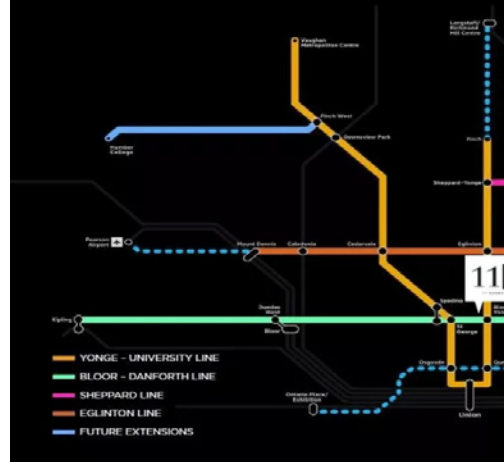 Langstaff/
Richmond
Hill Centre
Vaughan
Metropolitan Centre
Finch West
Downsview Park
Finch
Humber
College
Sheppard-Yonge
Pearson
Airport
Mount Dennis
Caledonia
Cedarvale
Eglinton
11
Spadina
Kipling
Dundas
West
Bloor
St
George
YONGE – UNIVERSITY LINE
BLOOR – DANFORTH LINE
SHEPPARD LINE
EGLINTON LINE
FUTURE EXTENSIONS
Osgoode
Ontario Place/
Exhibition
Union